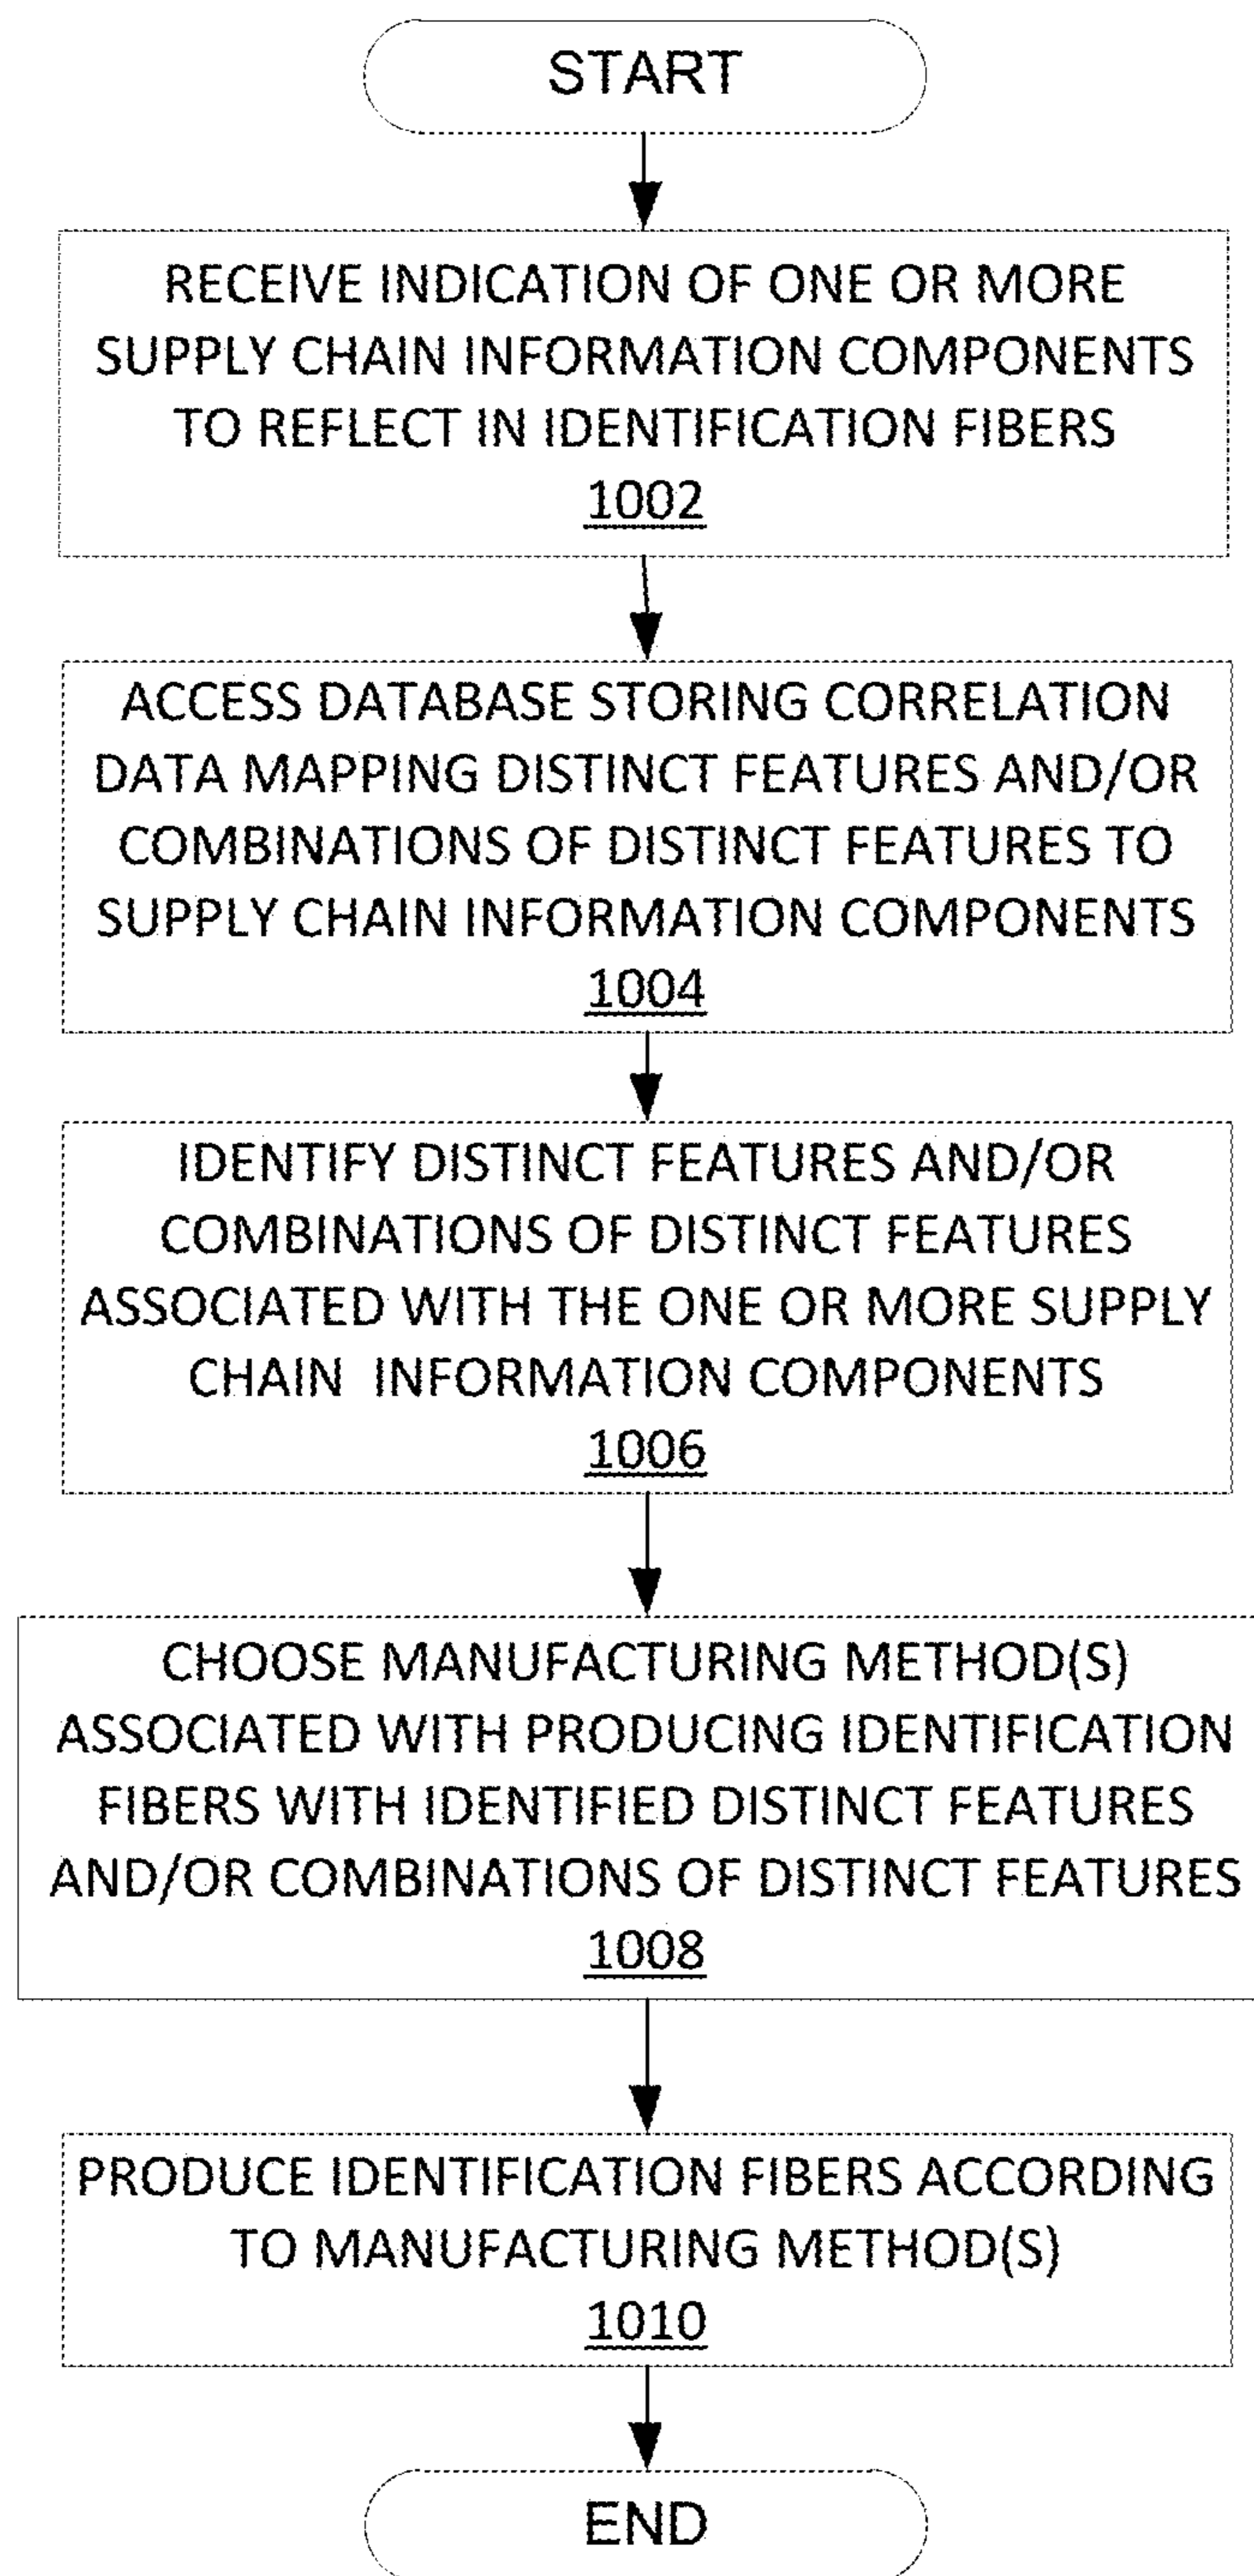 START
RECEIVE INDICATION OF ONE OR MORE
SUPPLY CHAIN INFORMATION COMPONENTS
TO REFLECT IN IDENTIFICATION FIBERS
1002
ACCESS DATABASE STORING CORRELATION
DATA MAPPING DISTINCT FEATURES AND/OR
COMBINATIONS OF DISTINCT FEATURES TO
SUPPLY CHAIN INFORMATION COMPONENTS
1004
IDENTIFY DISTINCT FEATURES AND/OR
COMBINATIONS OF DISTINCT FEATURES
ASSOCIATED WITH THE ONE OR MORE SUPPLY
CHAIN INFORMATION COMPONENTS
1006
CHOOSE MANUFACTURING METHOD(S)
ASSOCIATED WITH PRODUCING IDENTIFICATION
FIBERS WITH IDENTIFIED DISTINCT FEATURES
AND/OR COMBINATIONS OF DISTINCT FEATURES
1008
PRODUCE IDENTIFICATION FIBERS ACCORDING
TO MANUFACTURING METHOD(S)
1010
END